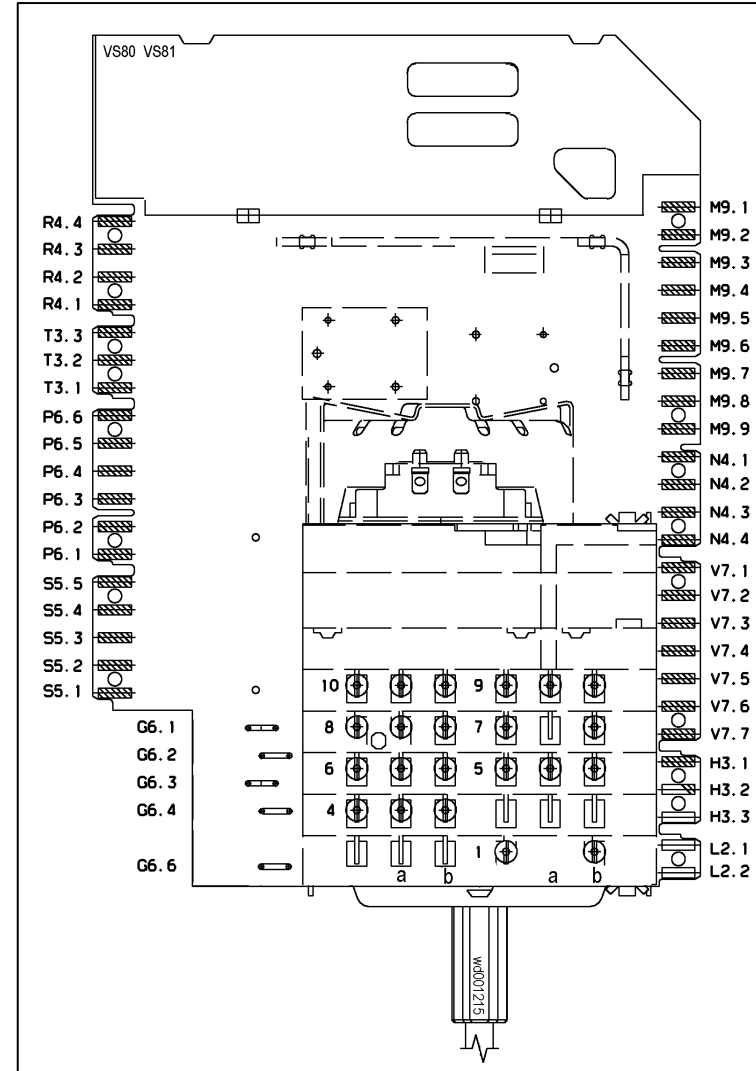 VS80 VS81
R4.4
R4.3
R4.2
R4.1
T3.3
T3.2
T3.1
P6.6
P6.5
P6.4
P6.3
P6.2
P6.1
S5.5
S5.4
S5.3
S5.2
S5.1
G6.1
G6.2
G6.3
G6.4
G6.6
M9.1
M9.2
M9.3
M9.4
M9.5
M9.6
M9.7
M9.8
M9.9
N4.1
N4.2
N4.3
N4.4
V7.1
V7.2
V7.3
V7.4
V7.5
V7.6
V7.7
H3.1
H3.2
H3.3
L2.1
L2.2
10 9
8 7
6 5
4
1
a b a b
wd001215